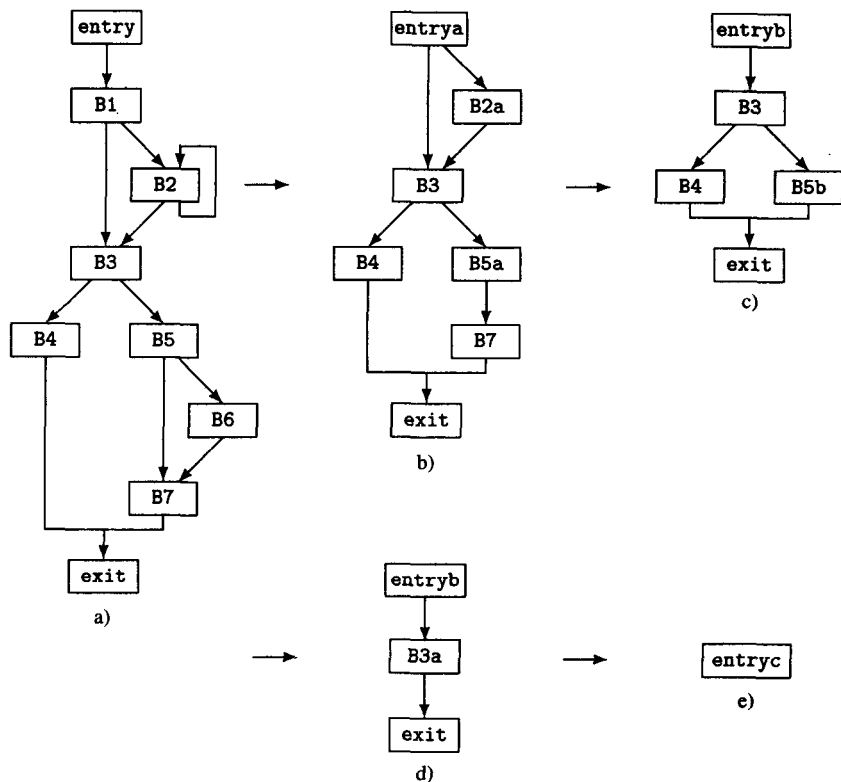 entry
B1
B2
B3
B4
B5
B6
B7
exit
a)
entrya
B2a
B3
B4
B5a
B7
exit
b)
entryb
B3
B4
B5b
exit
c)
entryb
B3a
exit
d)
entryc
e)